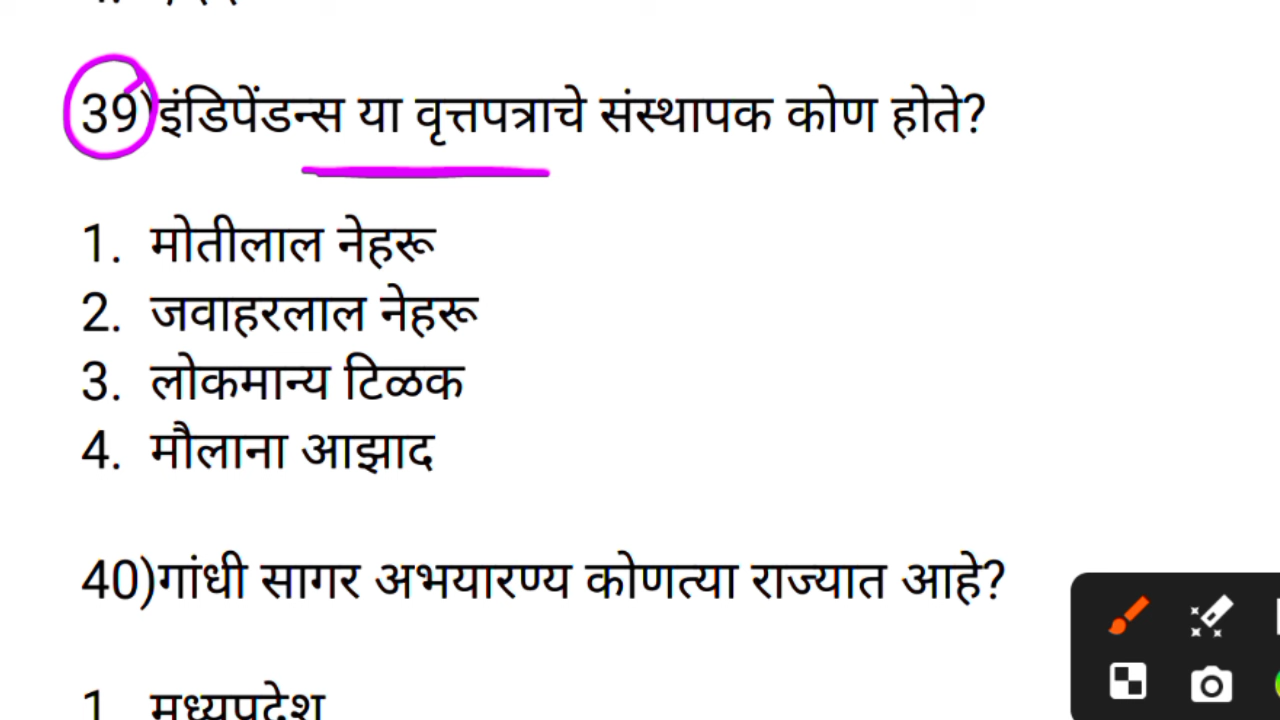 39)इंडिपेंडन्स या वृत्तपत्राचे संस्थापक कोण होते?
1. मोतीलाल नेहरू
2. जवाहरलाल नेहरू
3. लोकमान्य टिळक
4. मौलाना आझाद
40)गांधी सागर अभयारण्य कोणत्या राज्यात आहे?
1 मध्यप्रदेश